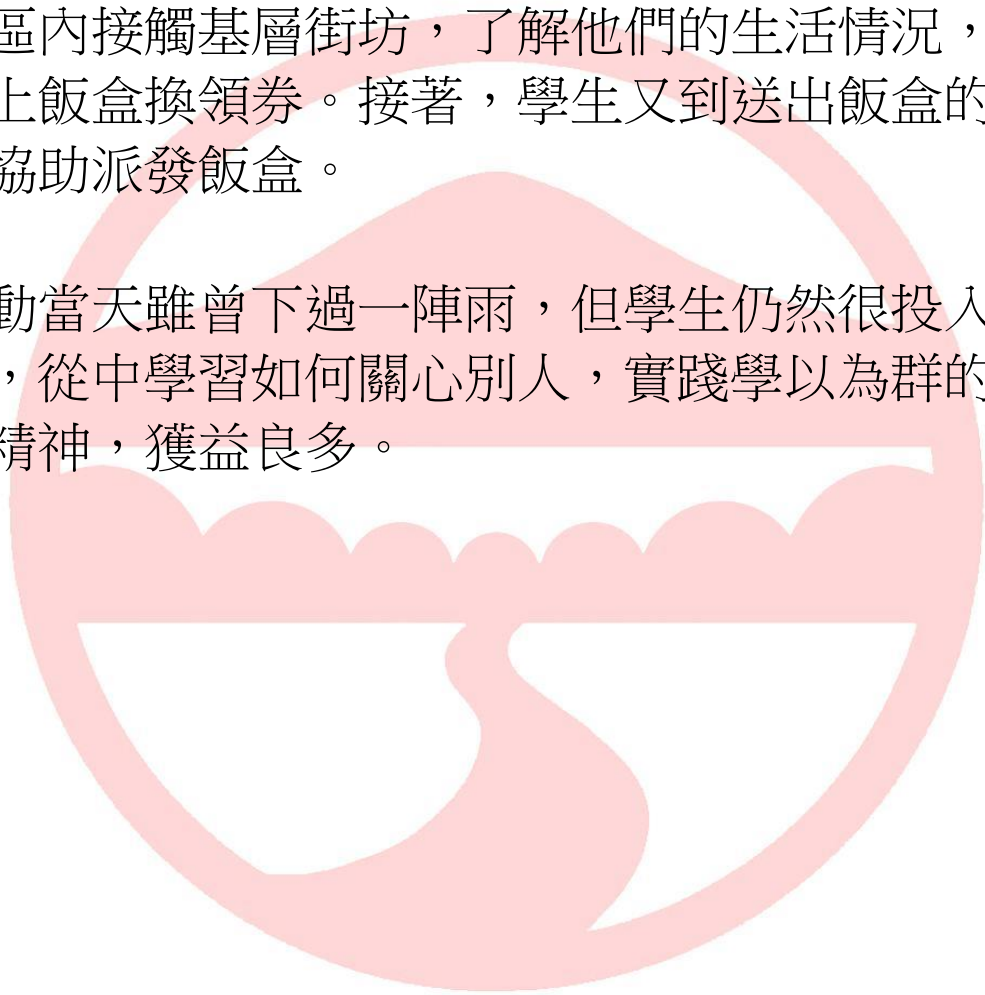 區內接觸基層街坊，了解他們的生活情況，
上飯盒換領券。接著，學生又到送出飯盒的
協助派發飯盒。
動當天雖曾下過一陣雨，但學生仍然很投入
，從中學習如何關心別人，實踐學以為群的
精神，獲益良多。